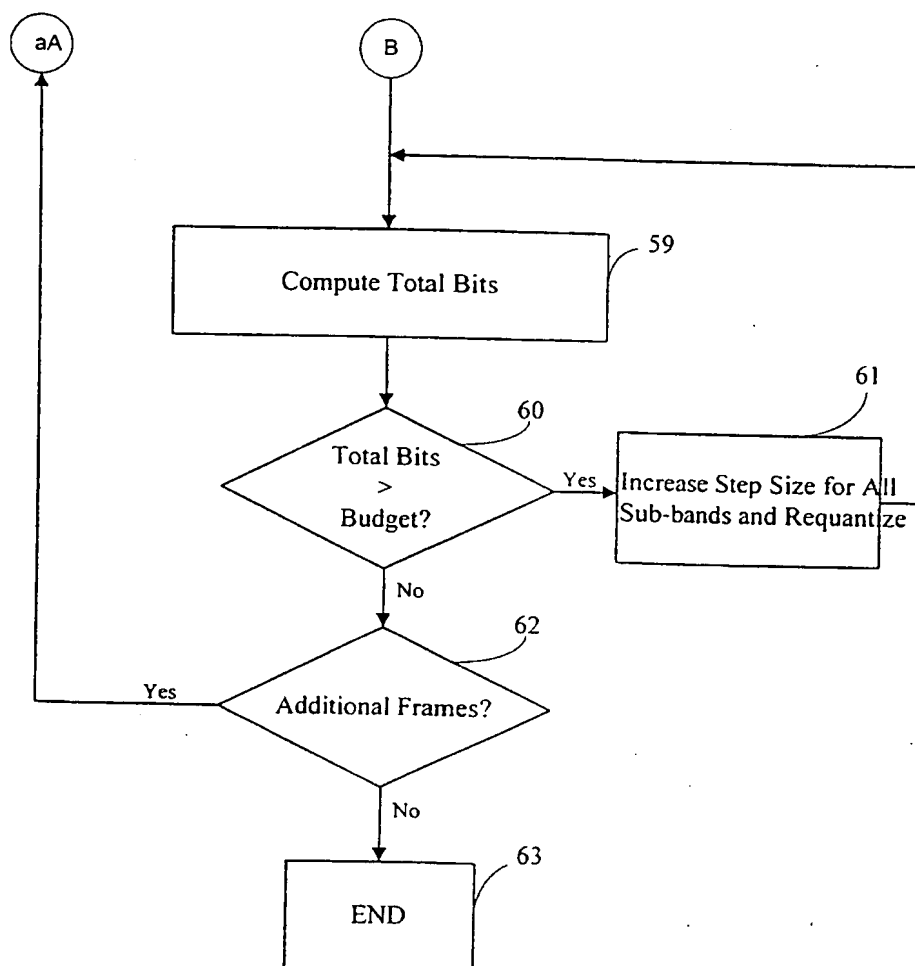 aA
B
59
Compute Total Bits
60
61
Total Bits
>
Budget?
Yes
Increase Step Size for All
Sub-bands and Requantize
No
62
Yes
Additional Frames?
No
63
END